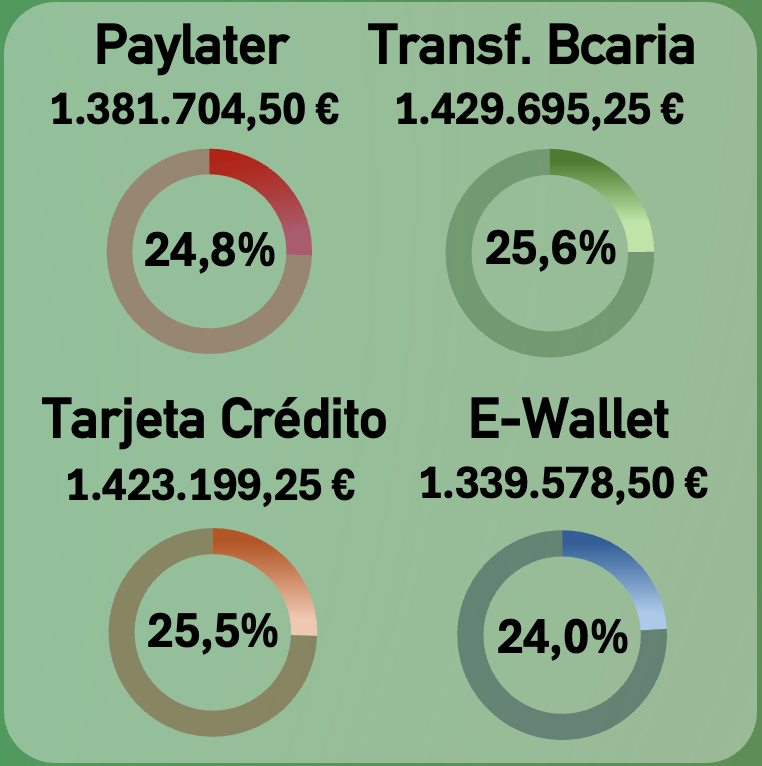 Paylater
1.381.704,50 €
24,8%
Transf. Bcaria
1.429.695,25 €
25,6%
Tarjeta Crédito
1.423.199,25 €
25,5%
E-Wallet
1.339.578,50 €
24,0%